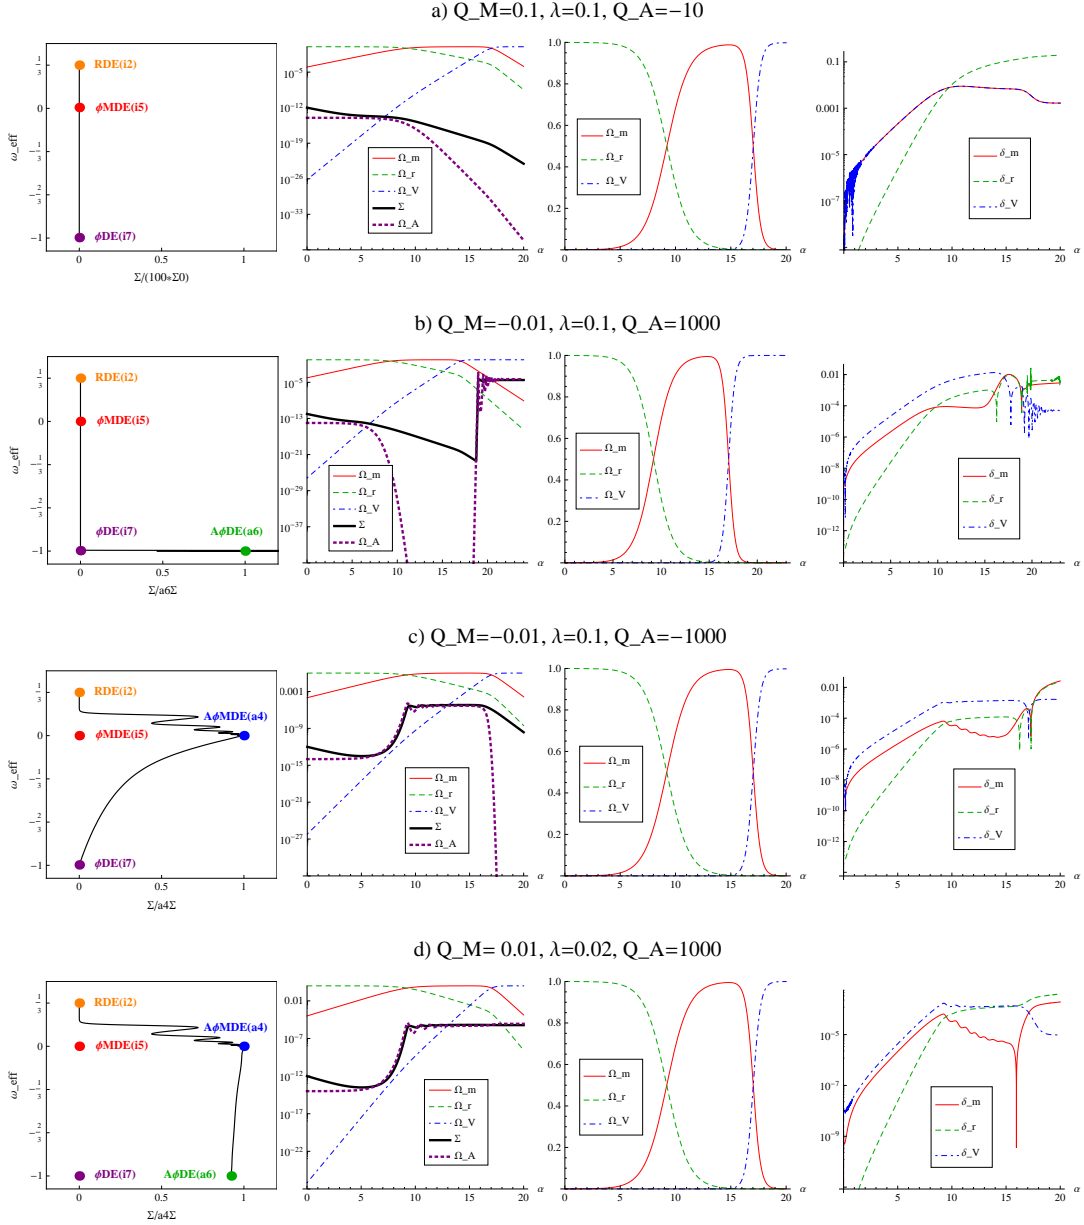 a) Q_M=0.1, λ=0.1, Q_A=−10
ω_eff
1/3
0
−1/3
−2/3
−1
RDE(i2)
ϕMDE(i5)
ϕDE(i7)
0 0.5 1
Σ/(100*Σ0)
10^−5
10^−12
10^−19
10^−26
10^−33
Ω_m
Ω_r
Ω_V
Σ
Ω_A
0 5 10 15 20
α
1.0
0.8
0.6
0.4
0.2
Ω_m
Ω_r
Ω_V
0 5 10 15 20
α
0.1
0.001
10^−5
10^−7
δ_m
δ_r
δ_V
5 10 15 20
α
b) Q_M=−0.01, λ=0.1, Q_A=1000
ω_eff
1/3
0
−1/3
−2/3
−1
RDE(i2)
ϕMDE(i5)
ϕDE(i7)
AϕDE(a6)
0 0.5 1
Σ/a6Σ
10^−5
10^−13
10^−21
10^−29
10^−37
Ω_m
Ω_r
Ω_V
Σ
Ω_A
0 5 10 15 20
α
1.0
0.8
0.6
0.4
0.2
Ω_m
Ω_r
Ω_V
0 5 10 15 20
α
0.01
10^−4
10^−6
10^−8
10^−10
10^−12
δ_m
δ_r
δ_V
5 10 15 20
α
c) Q_M=−0.01, λ=0.1, Q_A=−1000
ω_eff
1/3
0
−1/3
−2/3
−1
RDE(i2)
AϕMDE(a4)
ϕMDE(i5)
ϕDE(i7)
0 0.5 1
Σ/a4Σ
0.001
10^−9
10^−15
10^−21
10^−27
Ω_m
Ω_r
Ω_V
Σ
Ω_A
0 5 10 15 20
α
1.0
0.8
0.6
0.4
0.2
Ω_m
Ω_r
Ω_V
0 5 10 15 20
α
0.01
10^−4
10^−6
10^−8
10^−10
10^−12
δ_m
δ_r
δ_V
5 10 15 20
α
d) Q_M= 0.01, λ=0.02, Q_A=1000
ω_eff
1/3
0
−1/3
−2/3
−1
RDE(i2)
AϕMDE(a4)
ϕMDE(i5)
ϕDE(i7)
AϕDE(a6)
0 0.5 1
Σ/a4Σ
0.01
10^−7
10^−12
10^−17
10^−22
Ω_m
Ω_r
Ω_V
Σ
Ω_A
0 5 10 15 20
α
1.0
0.8
0.6
0.4
0.2
Ω_m
Ω_r
Ω_V
0 5 10 15 20
α
10^−5
10^−7
10^−9
δ_m
δ_r
δ_V
0 5 10 15 20
α